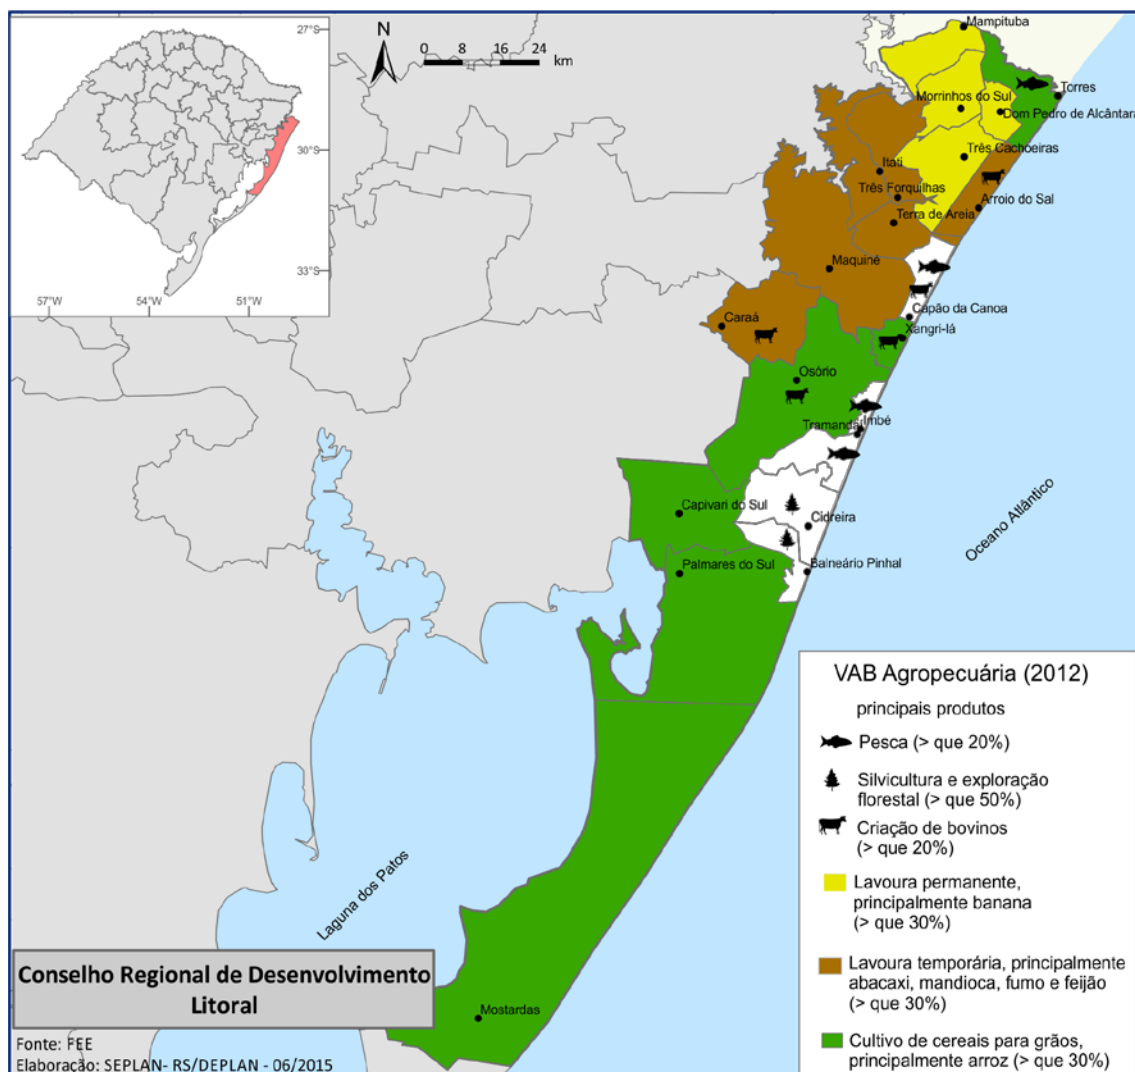 27°S
30°S
33°S
57°W
54°W
51°W
N
0 8 16 24
km
Mampituba
Torres
Morrinhos do Sul
Dom Pedro de Alcântara
Três Cachoeiras
Itati
Três Forquilhas
Arroio do Sal
Terra de Areia
Maquiné
Capão da Canoa
Caraá
Xangri-lá
Osório
Imbé
Tramandaí
Capivari do Sul
Cidreira
Oceano Atlântico
Palmares do Sul
Balneário Pinhal
Laguna dos Patos
Mostardas
VAB Agropecuária (2012)
principais produtos
Pesca (> que 20%)
Silvicultura e exploração
florestal (> que 50%)
Criação de bovinos
(> que 20%)
Lavoura permanente,
principalmente banana
(> que 30%)
Lavoura temporária, principalmente
abacaxi, mandioca, fumo e feijão
(> que 30%)
Cultivo de cereais para grãos,
principalmente arroz (> que 30%)
Conselho Regional de Desenvolvimento
Litoral
Fonte: FEE
Elaboração: SEPLAN- RS/DEPLAN - 06/2015